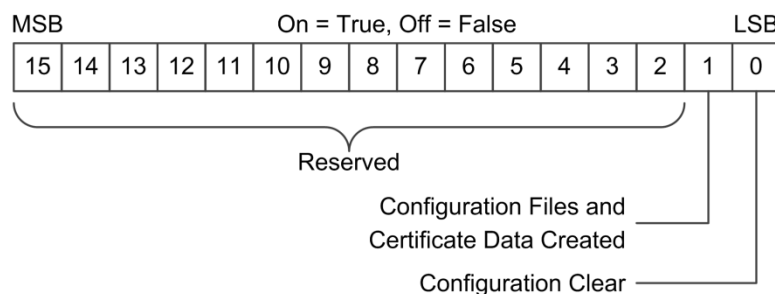 MSB On = True, Off = False LSB
15 14 13 12 11 10 9 8 7 6 5 4 3 2 1 0
Reserved
Configuration Files and
Certificate Data Created
Configuration Clear